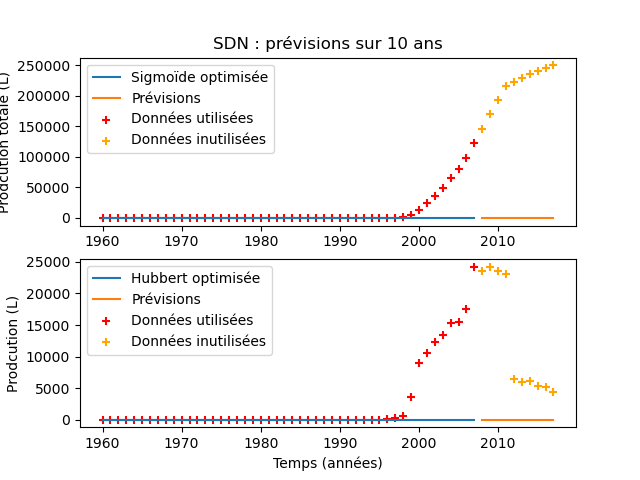 SDN : prévisions sur 10 ans
Prodcution totale (L)
250000
200000
150000
100000
50000
0
Sigmoïde optimisée
Prévisions
Données utilisées
Données inutilisées
1960 1970 1980 1990 2000 2010
Prodcution (L)
25000
20000
15000
10000
5000
0
Hubbert optimisée
Prévisions
Données utilisées
Données inutilisées
1960 1970 1980 1990 2000 2010
Temps (années)